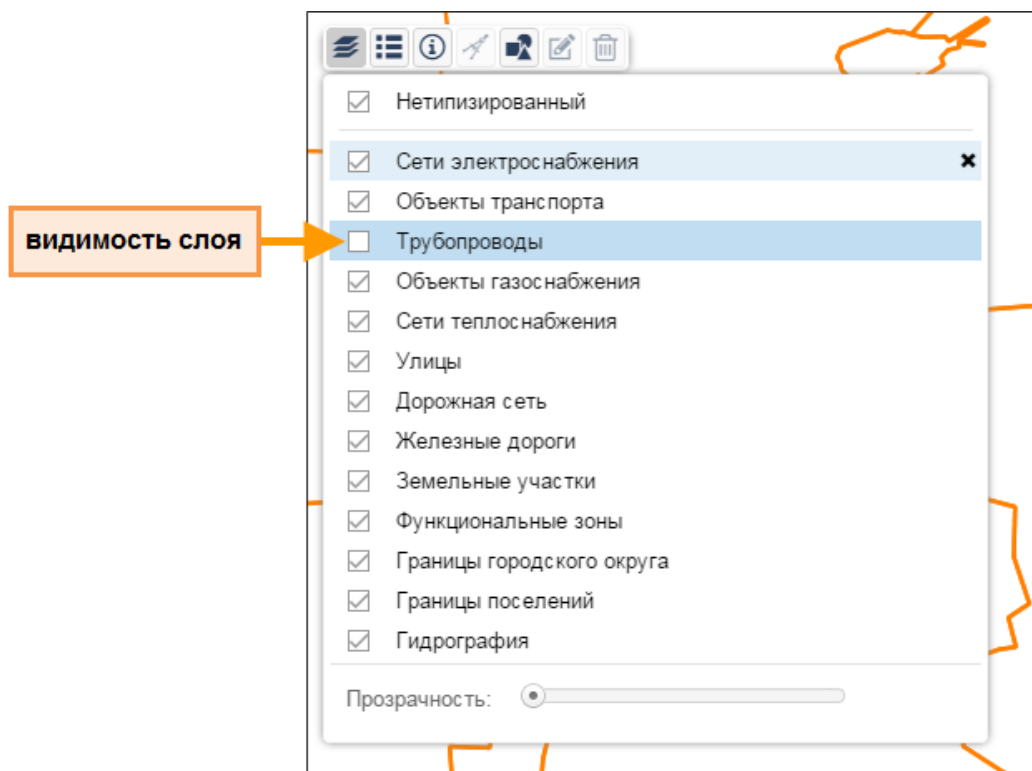 Нетипизированный
Сети электроснабжения
Объекты транспорта
видимость слоя
Трубопроводы
Объекты газоснабжения
Сети теплоснабжения
Улицы
Дорожная сеть
Железные дороги
Земельные участки
Функциональные зоны
Границы городского округа
Границы поселений
Гидрография
Прозрачность: